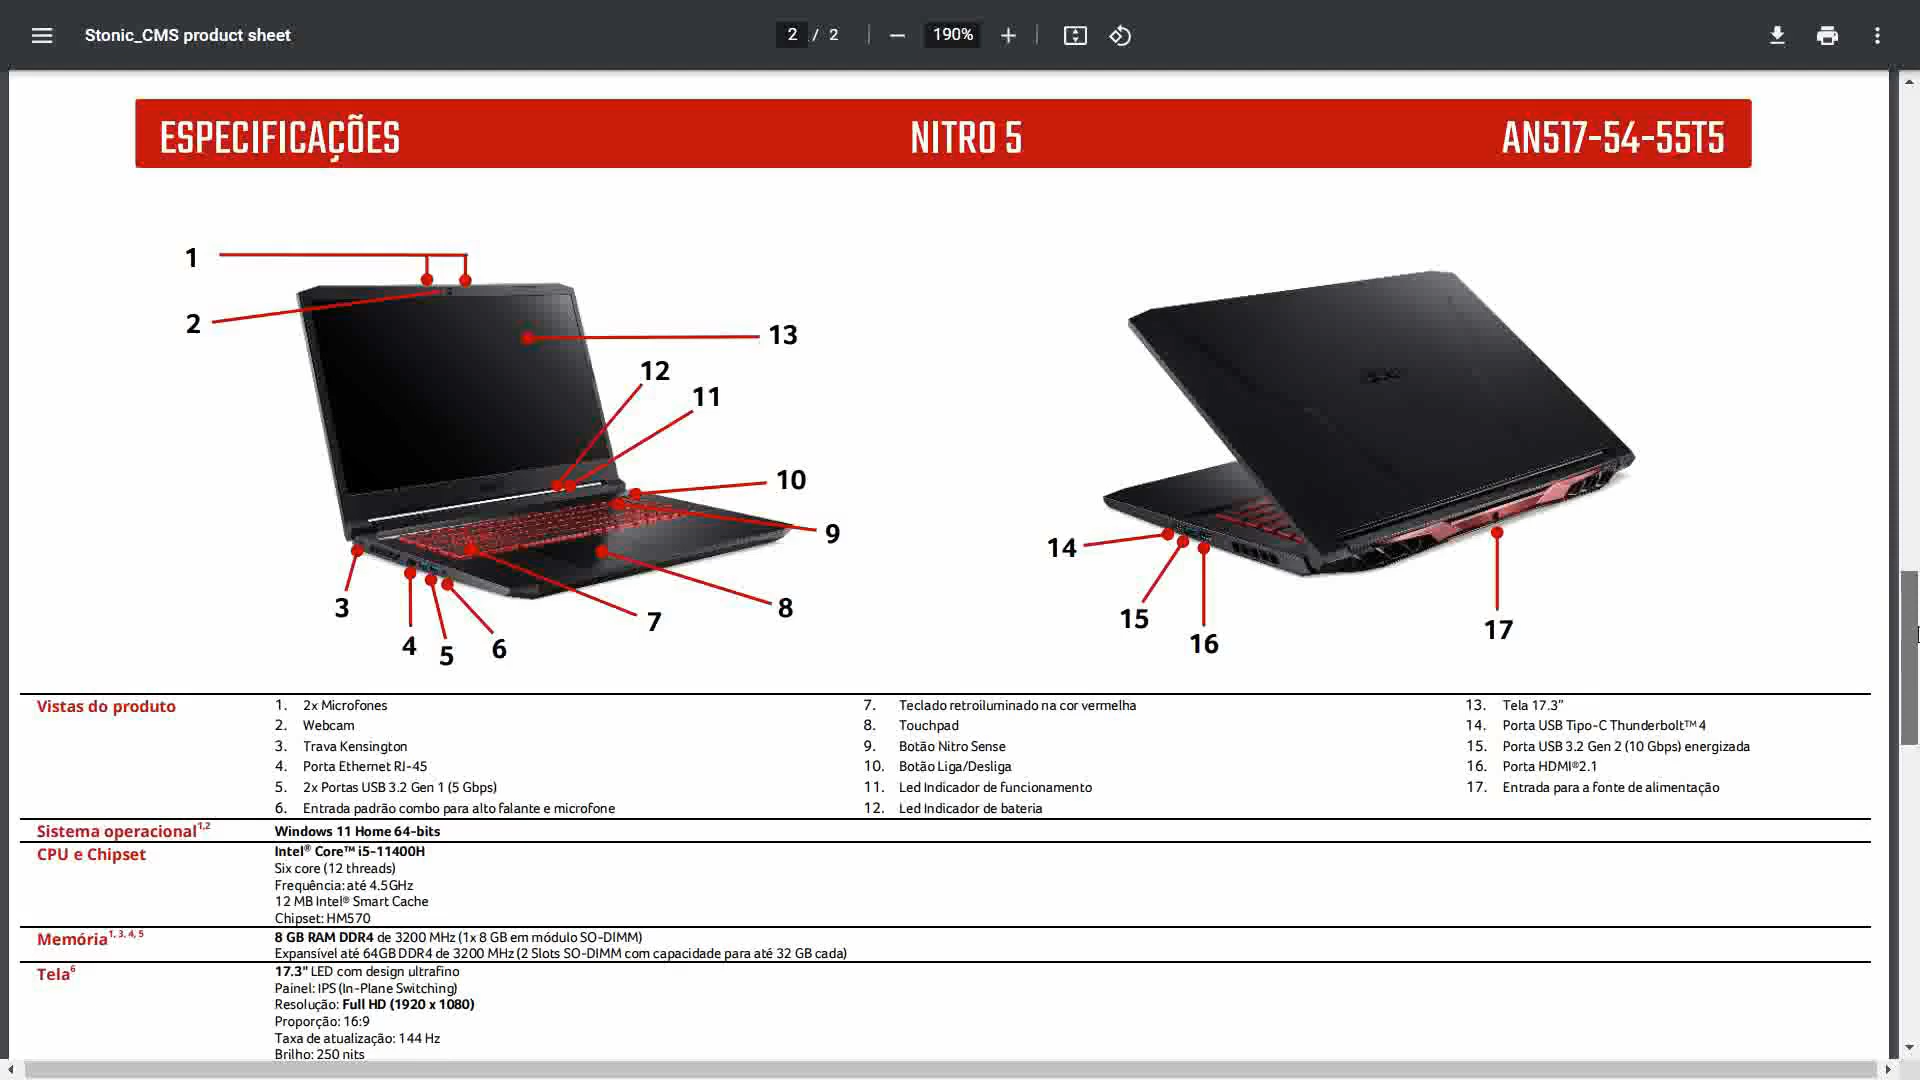 Stonic_CMS product sheet
2 / 2
190%
ESPECIFICAÇÕES NITRO 5 AN517-54-55T5
1
2
13
12
11
10
9
3
4
5
6
7
8
14
15
16
17
Vistas do produto
1. 2x Microfones
2. Webcam
3. Trava Kensington
4. Porta Ethernet RJ-45
5. 2x Portas USB 3.2 Gen 1 (5 Gbps)
6. Entrada padrão combo para alto falante e microfone
7. Teclado retroiluminado na cor vermelha
8. Touchpad
9. Botão Nitro Sense
10. Botão Liga/Desliga
11. Led Indicador de funcionamento
12. Led Indicador de bateria
13. Tela 17.3"
14. Porta USB Tipo-C Thunderbolt™ 4
15. Porta USB 3.2 Gen 2 (10 Gbps) energizada
16. Porta HDMI®2.1
17. Entrada para a fonte de alimentação
Sistema operacional1,2
Windows 11 Home 64-bits
CPU e Chipset
Intel® Core™ i5-11400H
Six core (12 threads)
Frequência: até 4.5GHz
12 MB Intel® Smart Cache
Chipset: HM570
Memória1, 3, 4, 5
8 GB RAM DDR4 de 3200 MHz (1x 8 GB em módulo SO-DIMM)
Expansível até 64GB DDR4 de 3200 MHz (2 Slots SO-DIMM com capacidade para até 32 GB cada)
Tela6
17.3" LED com design ultrafino
Painel: IPS (In-Plane Switching)
Resolução: Full HD (1920 x 1080)
Proporção: 16:9
Taxa de atualização: 144 Hz
Brilho: 250 nits